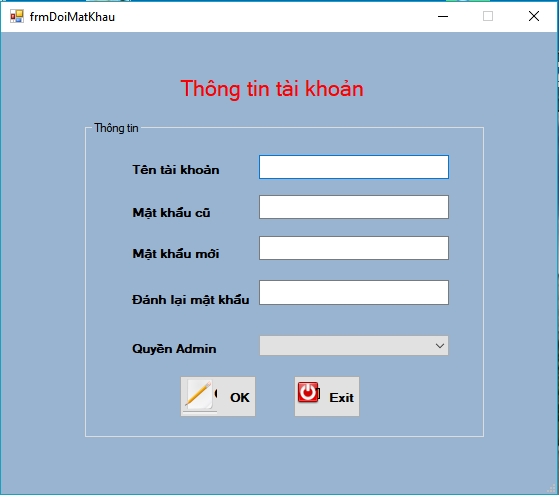 frmDoiMatKhau
Thông tin tài khoản
Thông tin
Tên tài khoản
Mật khẩu cũ
Mật khẩu mới
Đánh lại mật khẩu
Quyền Admin
OK
Exit